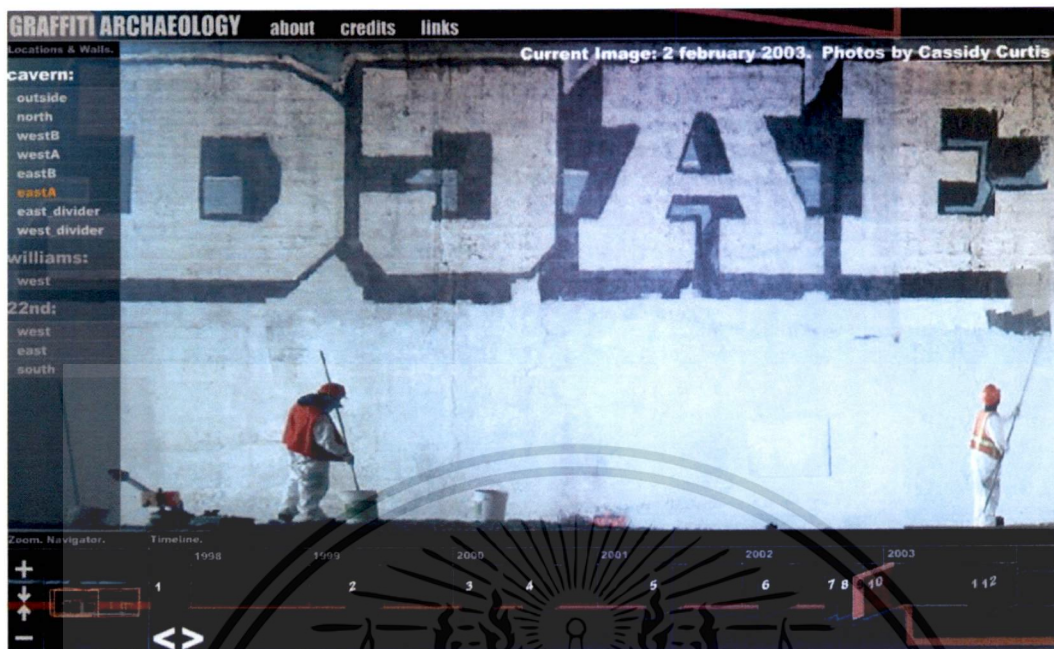 GRAFFITI ARCHAEOLOGY about credits links
Locations & Walls.
Current Image: 2 february 2003. Photos by Cassidy Curtis
cavern:
outside
north
westB
westA
eastB
eastA
east_divider
west_divider
williams:
west
22nd:
west
east
south
Zoom. Navigator. Timeline.
1998 1999 2000 2001 2002 2003
1 2 3 4 5 6 7 8 10 11 12